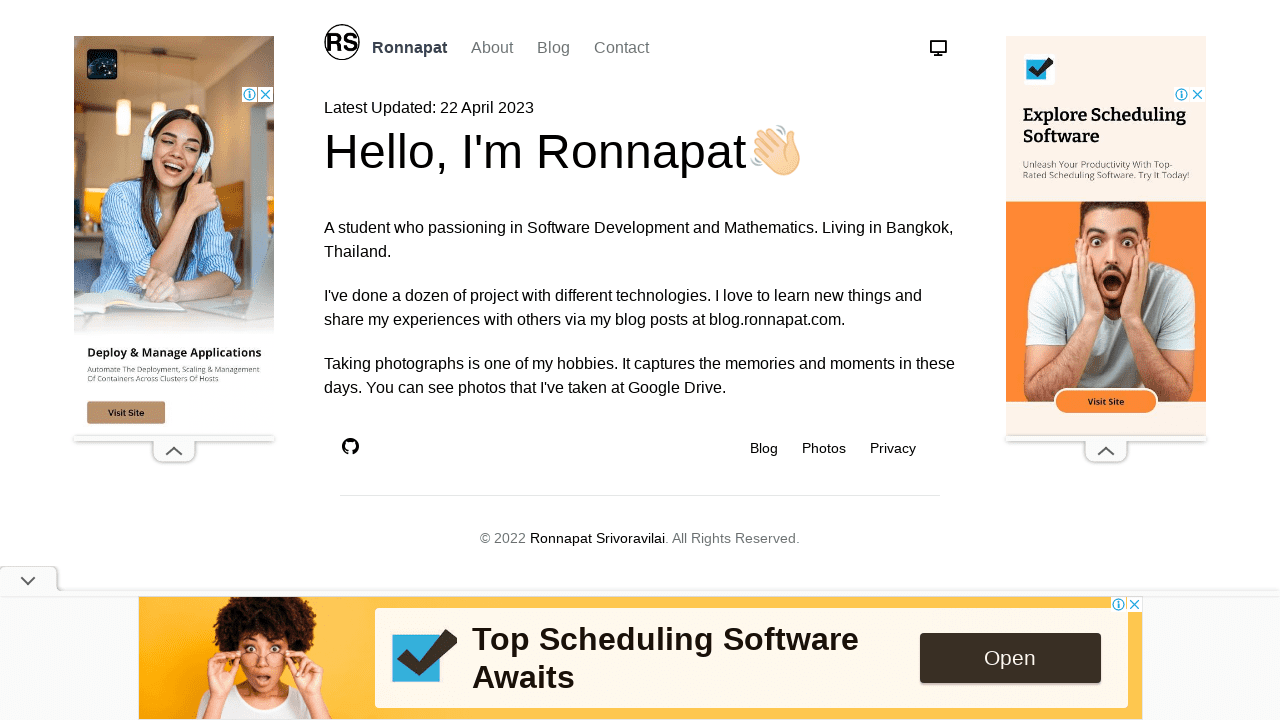 RS
Ronnapat
About
Blog
Contact
Latest Updated: 22 April 2023
Hello, I'm Ronnapat
A student who passioning in Software Development and Mathematics. Living in Bangkok,
Thailand.
I've done a dozen of project with different technologies. I love to learn new things and
share my experiences with others via my blog posts at blog.ronnapat.com.
Taking photographs is one of my hobbies. It captures the memories and moments in these
days. You can see photos that I've taken at Google Drive.
Blog
Photos
Privacy
© 2022 Ronnapat Srivoravilai. All Rights Reserved.
Deploy & Manage Applications
Automate The Deployment, Scaling & Management
Of Containers Across Clusters Of Hosts
Visit Site
Explore Scheduling
Software
Unleash Your Productivity With Top-
Rated Scheduling Software. Try It Today!
Visit Site
Top Scheduling Software
Awaits
Open